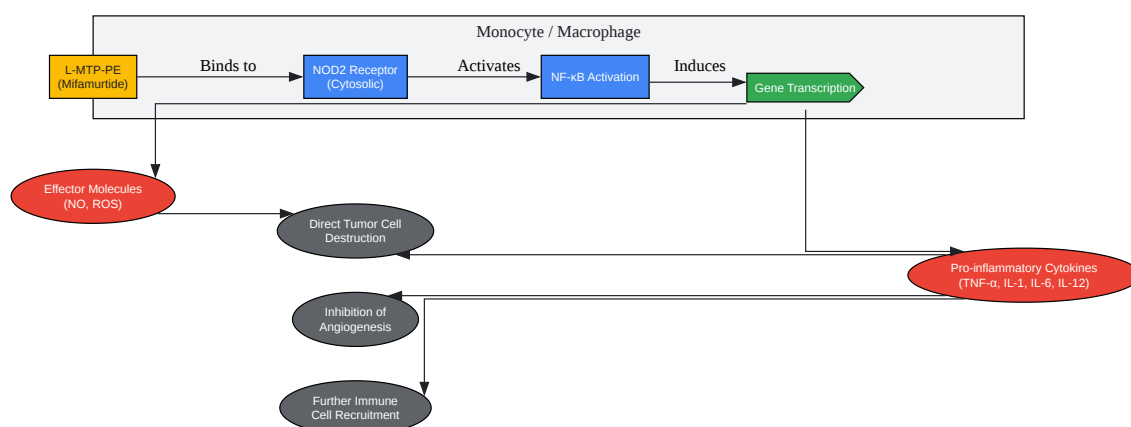 Monocyte / Macrophage
L-MTP-PE
(Mifamurtide)
Binds to
NOD2 Receptor
(Cytosolic)
Activates
NF-κB Activation
Induces
Gene Transcription
Effector Molecules
(NO, ROS)
Direct Tumor Cell
Destruction
Pro-inflammatory Cytokines
(TNF-α, IL-1, IL-6, IL-12)
Inhibition of
Angiogenesis
Further Immune
Cell Recruitment